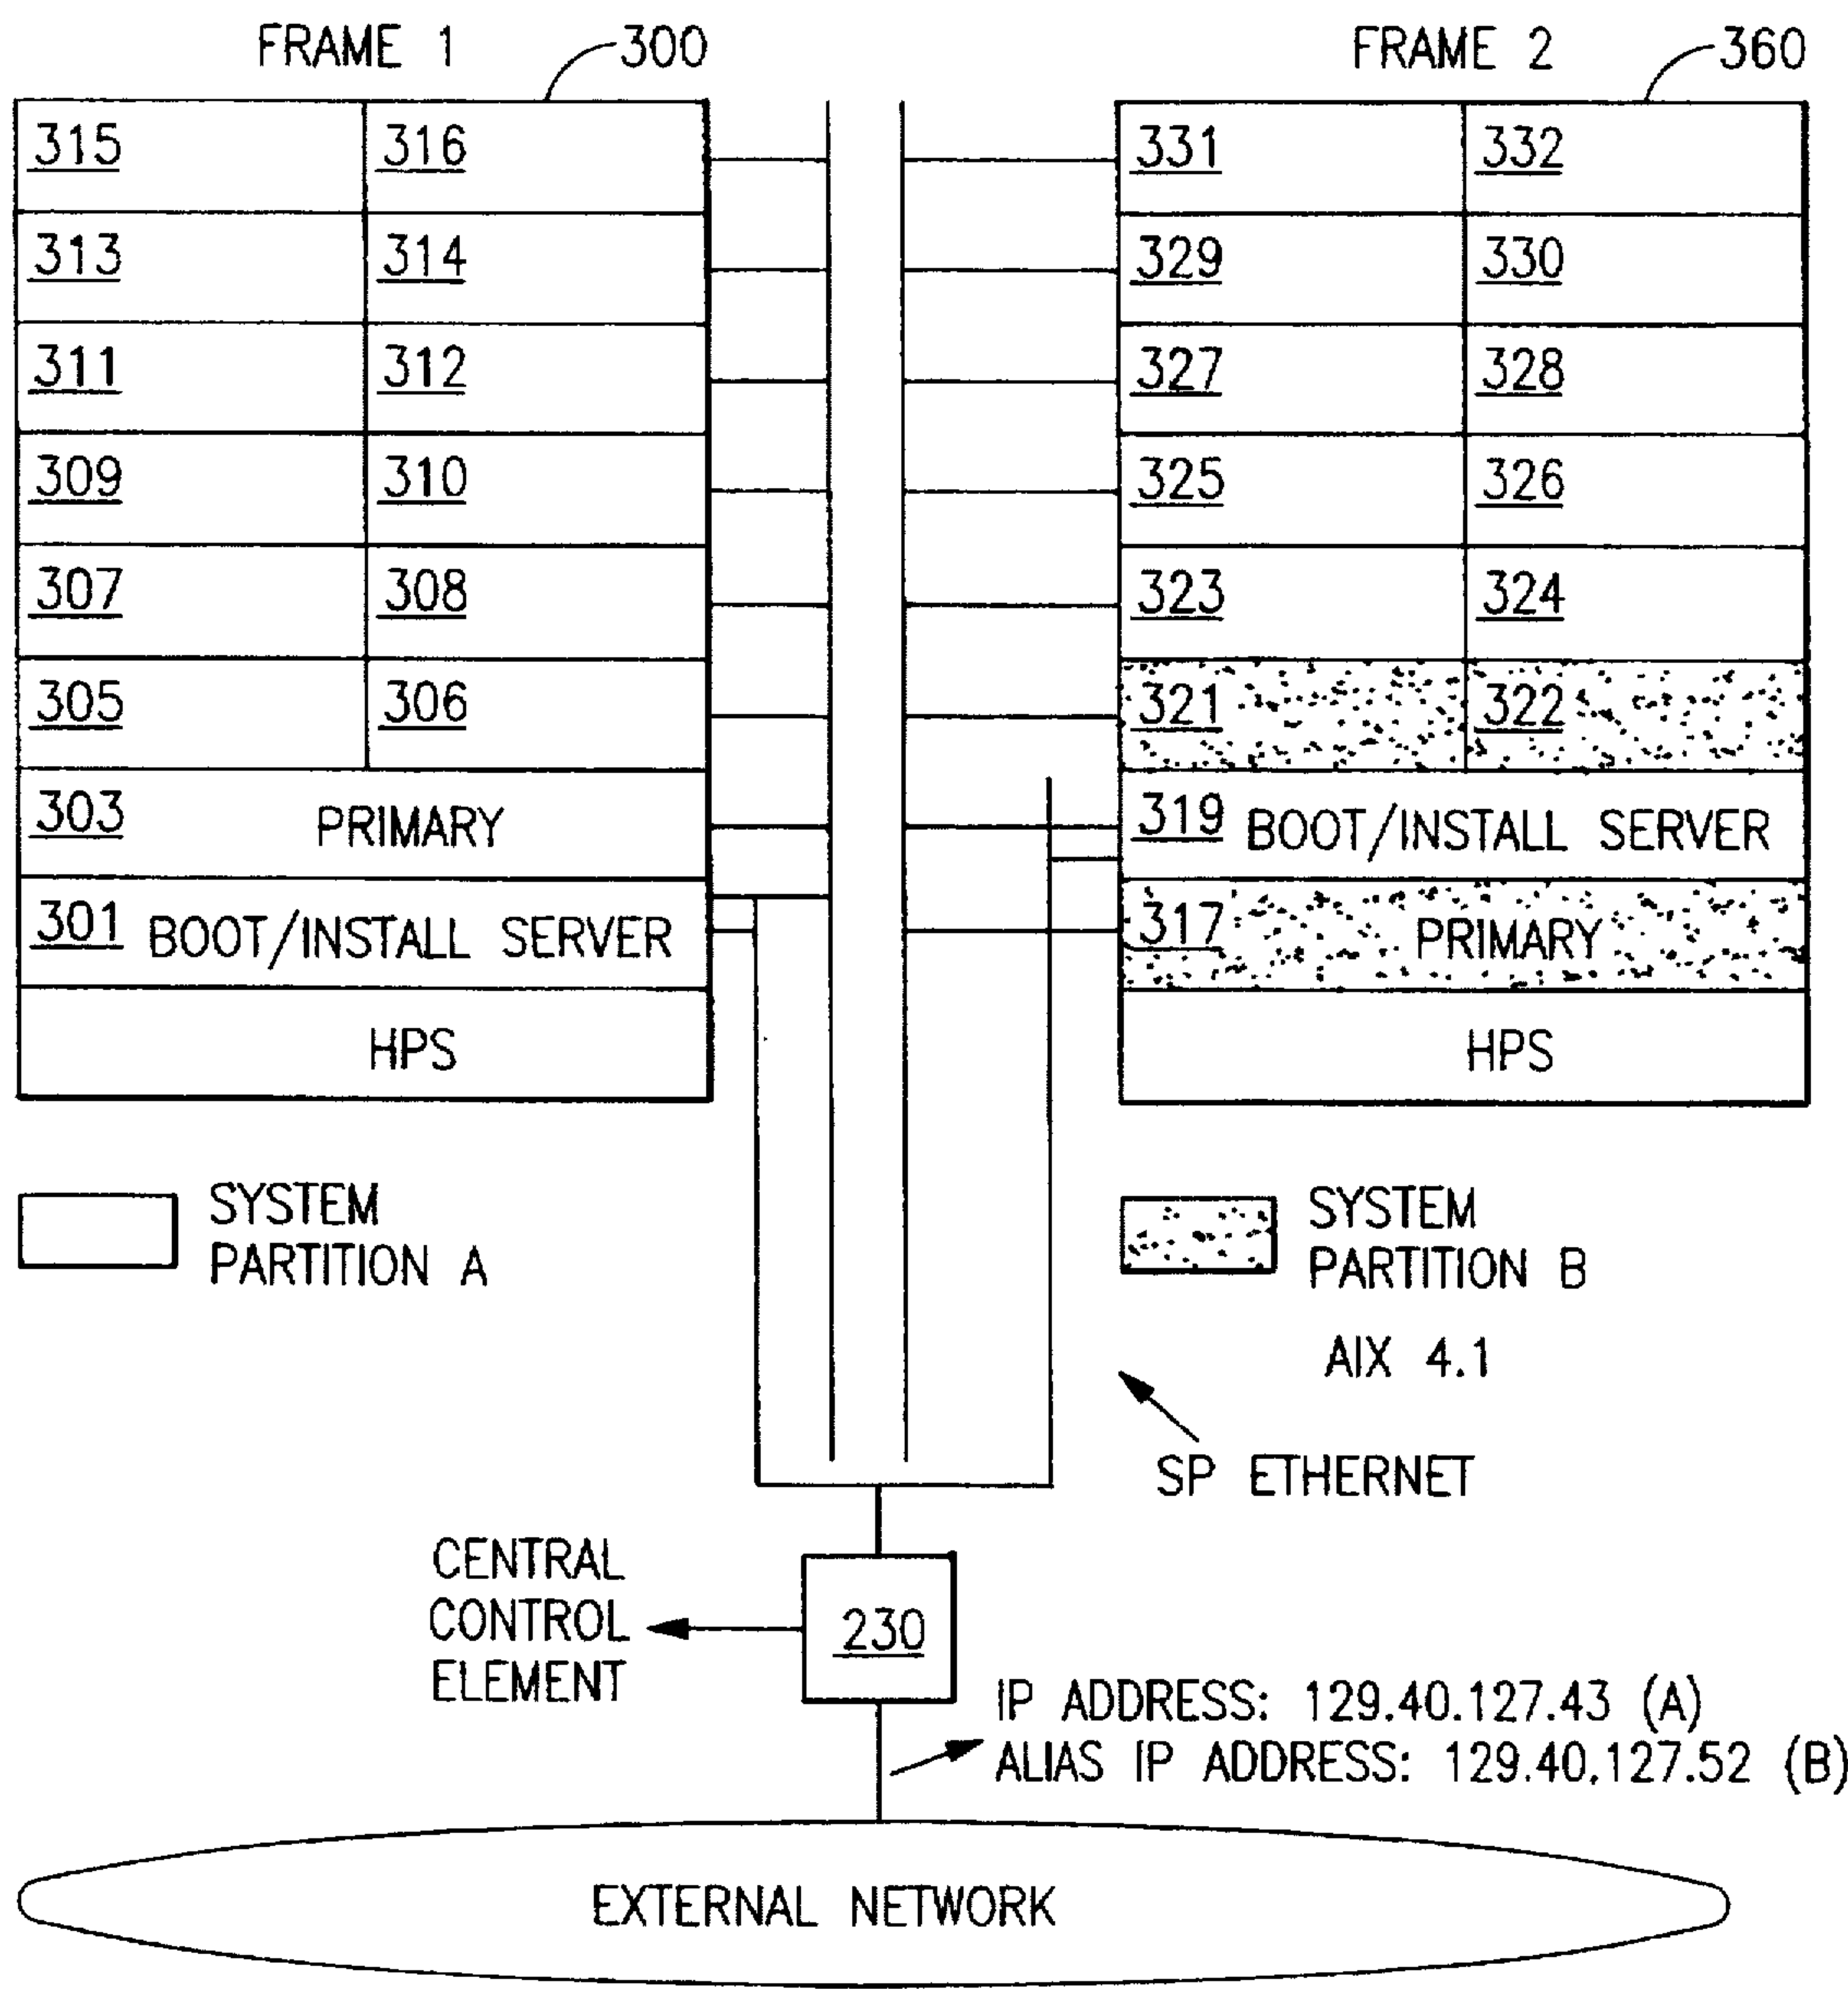 FRAME 1
300
FRAME 2
360
315 316
313 314
311 312
309 310
307 308
305 306
303 PRIMARY
301 BOOT/INSTALL SERVER
HPS
331 332
329 330
327 328
325 326
323 324
321 322
319 BOOT/INSTALL SERVER
317 PRIMARY
HPS
SYSTEM
PARTITION A
SYSTEM
PARTITION B
AIX 4.1
SP ETHERNET
CENTRAL
CONTROL
ELEMENT
230
IP ADDRESS: 129.40.127.43 (A)
ALIAS IP ADDRESS: 129.40.127.52 (B)
EXTERNAL NETWORK